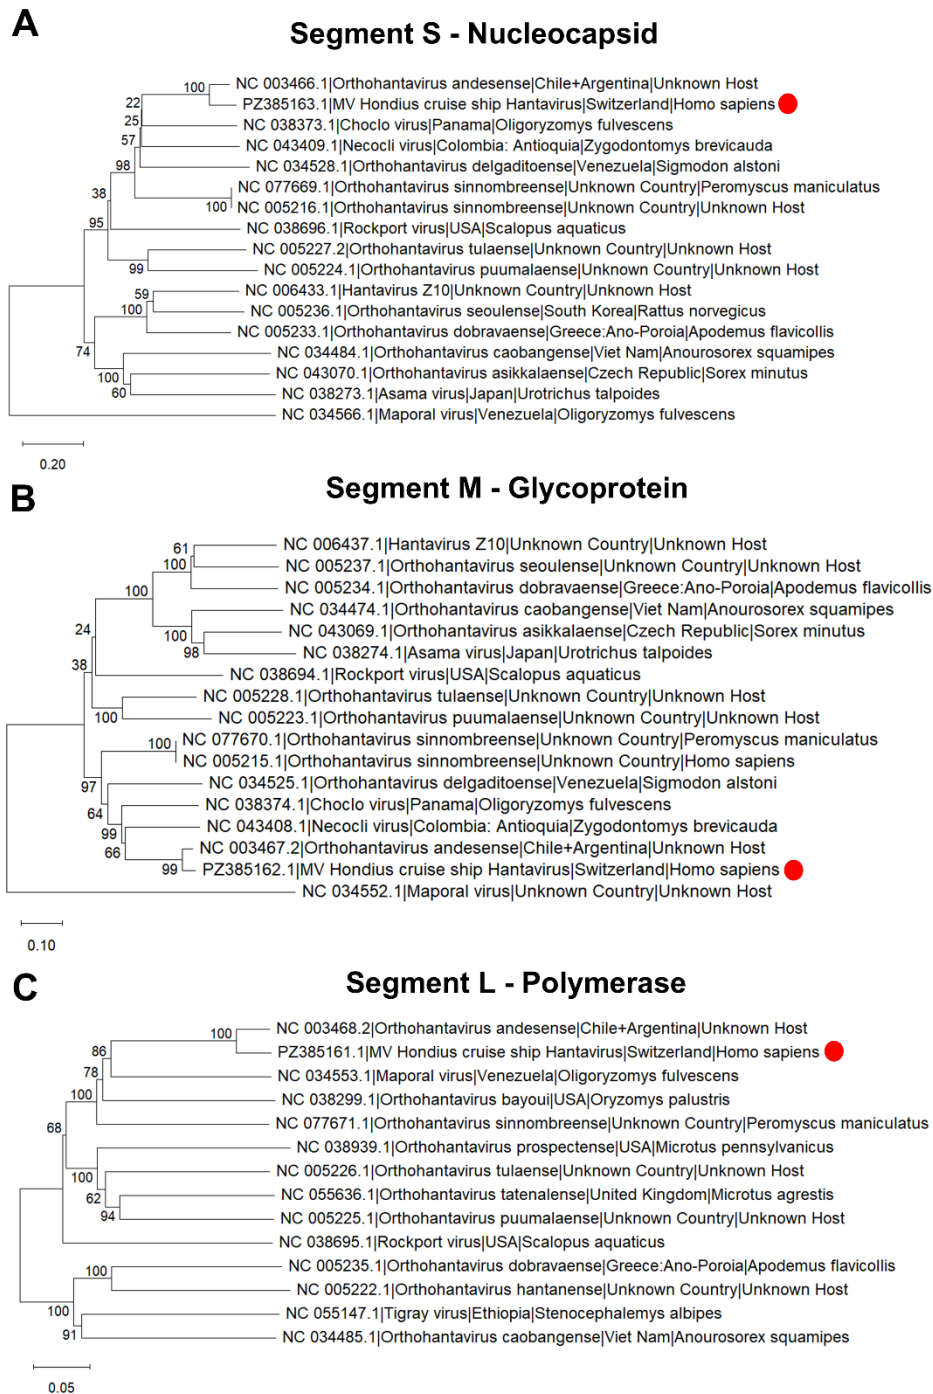 A
Segment S - Nucleocapsid
NC 003466.1|Orthohantavirus andesense|Chile+Argentina|Unknown Host
100
PZ385163.1|MV Hondius cruise ship Hantavirus|Switzerland|Homo sapiens
22
NC 038373.1|Choclo virus|Panama|Oligoryzomys fulvescens
25
NC 043409.1|Necocli virus|Colombia: Antioquia|Zygodontomys brevicauda
57
NC 034528.1|Orthohantavirus delgaditoense|Venezuela|Sigmodon alstoni
98
NC 077669.1|Orthohantavirus sinnombreense|Unknown Country|Peromyscus maniculatus
38
100
NC 005216.1|Orthohantavirus sinnombreense|Unknown Country|Unknown Host
95
NC 038696.1|Rockport virus|USA|Scalopus aquaticus
NC 005227.2|Orthohantavirus tulaense|Unknown Country|Unknown Host
99
NC 005224.1|Orthohantavirus puumalaense|Unknown Country|Unknown Host
59
NC 006433.1|Hantavirus Z10|Unknown Country|Unknown Host
100
NC 005236.1|Orthohantavirus seoulense|South Korea|Rattus norvegicus
NC 005233.1|Orthohantavirus dobravaense|Greece:Ano-Poroia|Apodemus flavicollis
74
NC 034484.1|Orthohantavirus caobangense|Viet Nam|Anourosorex squamipes
100
NC 043070.1|Orthohantavirus asikkalaense|Czech Republic|Sorex minutus
60
NC 038273.1|Asama virus|Japan|Urotrichus talpoides
NC 034566.1|Maporal virus|Venezuela|Oligoryzomys fulvescens
0.20
B
Segment M - Glycoprotein
61
NC 006437.1|Hantavirus Z10|Unknown Country|Unknown Host
100
NC 005237.1|Orthohantavirus seoulense|Unknown Country|Unknown Host
100
NC 005234.1|Orthohantavirus dobravaense|Greece:Ano-Poroia|Apodemus flavicollis
NC 034474.1|Orthohantavirus caobangense|Viet Nam|Anourosorex squamipes
24
100
NC 043069.1|Orthohantavirus asikkalaense|Czech Republic|Sorex minutus
98
NC 038274.1|Asama virus|Japan|Urotrichus talpoides
38
NC 038694.1|Rockport virus|USA|Scalopus aquaticus
NC 005228.1|Orthohantavirus tulaense|Unknown Country|Unknown Host
100
NC 005223.1|Orthohantavirus puumalaense|Unknown Country|Unknown Host
100
NC 077670.1|Orthohantavirus sinnombreense|Unknown Country|Peromyscus maniculatus
NC 005215.1|Orthohantavirus sinnombreense|Unknown Country|Homo sapiens
97
NC 034525.1|Orthohantavirus delgaditoense|Venezuela|Sigmodon alstoni
64
NC 038374.1|Choclo virus|Panama|Oligoryzomys fulvescens
99
NC 043408.1|Necocli virus|Colombia: Antioquia|Zygodontomys brevicauda
66
NC 003467.2|Orthohantavirus andesense|Chile+Argentina|Unknown Host
99
PZ385162.1|MV Hondius cruise ship Hantavirus|Switzerland|Homo sapiens
NC 034552.1|Maporal virus|Unknown Country|Unknown Host
0.10
C
Segment L - Polymerase
NC 003468.2|Orthohantavirus andesense|Chile+Argentina|Unknown Host
100
86
PZ385161.1|MV Hondius cruise ship Hantavirus|Switzerland|Homo sapiens
78
NC 034553.1|Maporal virus|Venezuela|Oligoryzomys fulvescens
100
NC 038299.1|Orthohantavirus bayoui|USA|Oryzomys palustris
68
NC 077671.1|Orthohantavirus sinnombreense|Unknown Country|Peromyscus maniculatus
NC 038939.1|Orthohantavirus prospectense|USA|Microtus pennsylvanicus
100
NC 005226.1|Orthohantavirus tulaense|Unknown Country|Unknown Host
62
NC 055636.1|Orthohantavirus tatenalense|United Kingdom|Microtus agrestis
94
NC 005225.1|Orthohantavirus puumalaense|Unknown Country|Unknown Host
NC 038695.1|Rockport virus|USA|Scalopus aquaticus
100
NC 005235.1|Orthohantavirus dobravaense|Greece:Ano-Poroia|Apodemus flavicollis
NC 005222.1|Orthohantavirus hantanense|Unknown Country|Unknown Host
100
NC 055147.1|Tigray virus|Ethiopia|Stenocephalemys albipes
91
NC 034485.1|Orthohantavirus caobangense|Viet Nam|Anourosorex squamipes
0.05